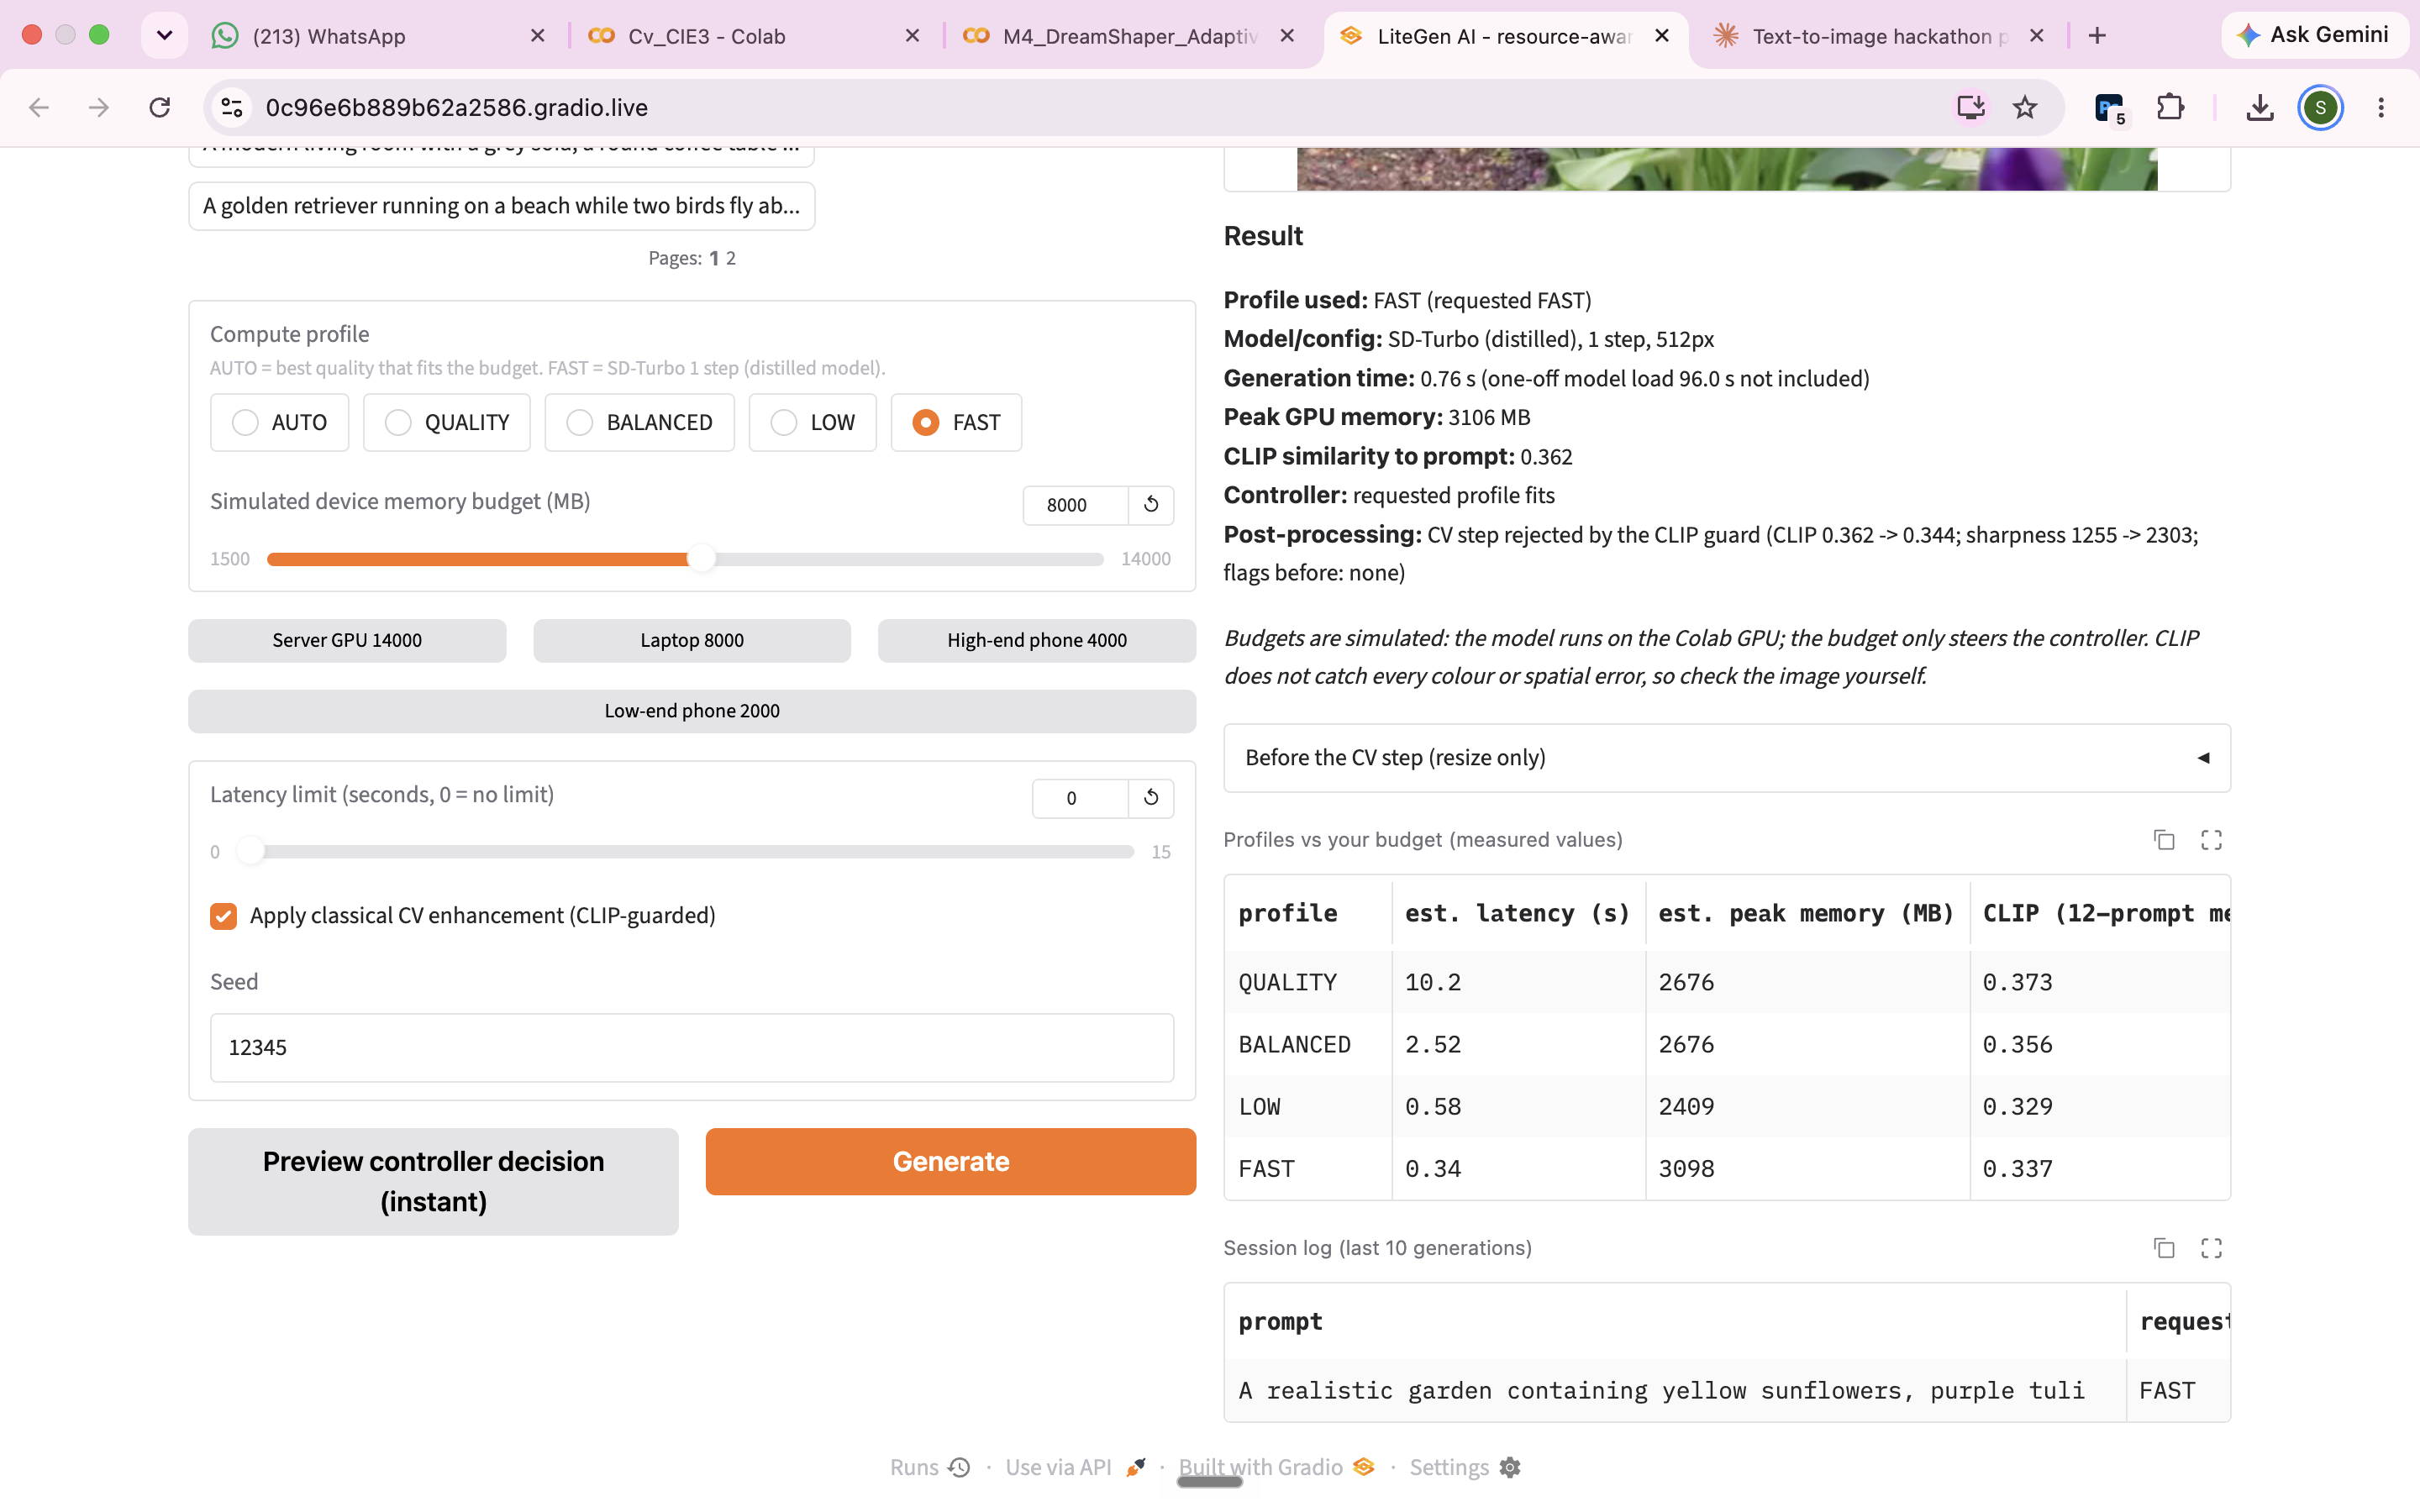 (213) WhatsApp
Cv_CIE3 - Colab
M4_DreamShaper_Adaptiv
LiteGen AI - resource-awar
Text-to-image hackathon p
Ask Gemini
0c96e6b889b62a2586.gradio.live
5
S
A modern living room with a grey sofa, a round coffee table ...
A golden retriever running on a beach while two birds fly ab...
Pages: 1 2
Compute profile
AUTO = best quality that fits the budget. FAST = SD-Turbo 1 step (distilled model).
AUTO
QUALITY
BALANCED
LOW
FAST
Simulated device memory budget (MB)
8000
1500
14000
Server GPU 14000
Laptop 8000
High-end phone 4000
Low-end phone 2000
Latency limit (seconds, 0 = no limit)
0
0
15
Apply classical CV enhancement (CLIP-guarded)
Seed
12345
Preview controller decision
(instant)
Generate
Result
Profile used: FAST (requested FAST)
Model/config: SD-Turbo (distilled), 1 step, 512px
Generation time: 0.76 s (one-off model load 96.0 s not included)
Peak GPU memory: 3106 MB
CLIP similarity to prompt: 0.362
Controller: requested profile fits
Post-processing: CV step rejected by the CLIP guard (CLIP 0.362 -> 0.344; sharpness 1255 -> 2303;
flags before: none)
Budgets are simulated: the model runs on the Colab GPU; the budget only steers the controller. CLIP
does not catch every colour or spatial error, so check the image yourself.
Before the CV step (resize only)
Profiles vs your budget (measured values)
profile est. latency (s) est. peak memory (MB) CLIP (12-prompt me
QUALITY 10.2 2676 0.373
BALANCED 2.52 2676 0.356
LOW 0.58 2409 0.329
FAST 0.34 3098 0.337
Session log (last 10 generations)
prompt request
A realistic garden containing yellow sunflowers, purple tuli FAST
Runs · Use via API · Built with Gradio · Settings